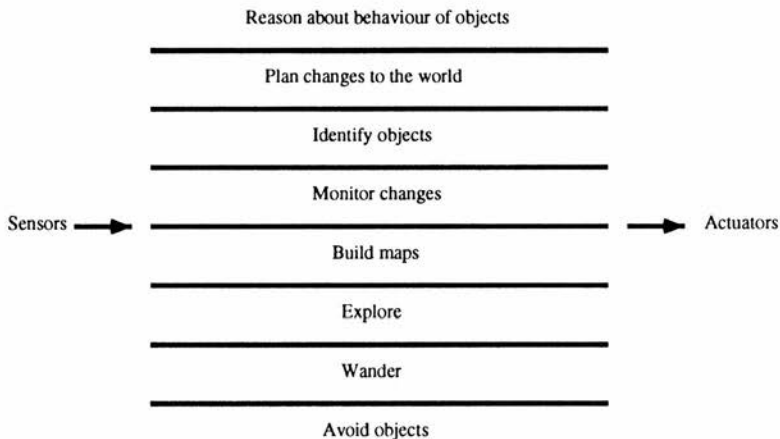 Reason about behaviour of objects
Plan changes to the world
Identify objects
Monitor changes
Sensors
Actuators
Build maps
Explore
Wander
Avoid objects